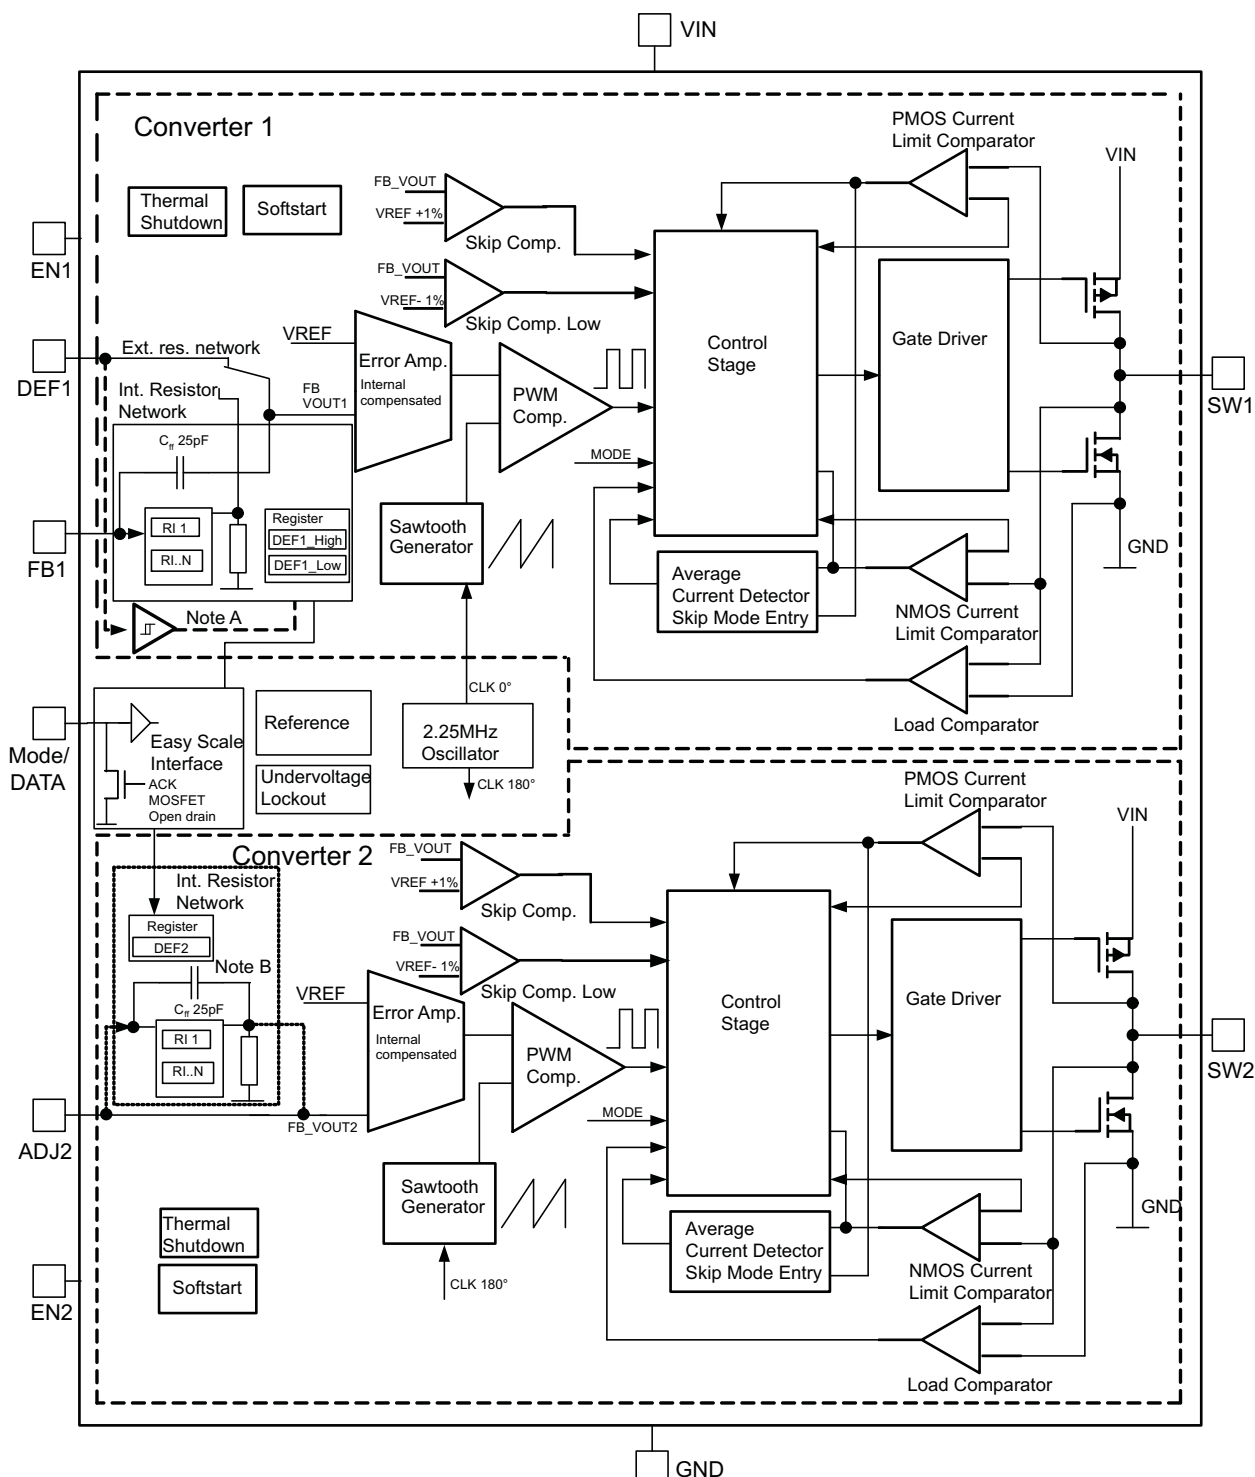 VIN
Converter 1
PMOS Current
Limit Comparator
VIN
Thermal
Shutdown
Softstart
FB_VOUT
VREF +1%
Skip Comp.
EN1
FB_VOUT
VREF- 1%
Skip Comp. Low
VREF
Ext. res. network
DEF1
Int. Resistor
Network
FB
VOUT1
Error Amp.
Internal
compensated
PWM
Comp.
Control
Stage
Gate Driver
SW1
Cff 25pF
MODE
RI 1
RI..N
Register
DEF1_High
DEF1_Low
FB1
Sawtooth
Generator
GND
Average
Current Detector
Skip Mode Entry
NMOS Current
Limit Comparator
Note A
Load Comparator
CLK 0°
Mode/
DATA
Easy Scale
Interface
ACK
MOSFET
Open drain
Reference
Undervoltage
Lockout
2.25MHz
Oscillator
CLK 180°
PMOS Current
Limit Comparator
VIN
Converter 2
FB_VOUT
VREF +1%
Skip Comp.
Int. Resistor
Network
Register
DEF2
Note B
Cff 25pF
RI 1
RI..N
FB_VOUT
VREF- 1%
Skip Comp. Low
VREF
Error Amp.
Internal
compensated
PWM
Comp.
Control
Stage
Gate Driver
SW2
MODE
ADJ2
FB_VOUT2
Sawtooth
Generator
GND
Thermal
Shutdown
Softstart
CLK 180°
Average
Current Detector
Skip Mode Entry
NMOS Current
Limit Comparator
EN2
Load Comparator
GND